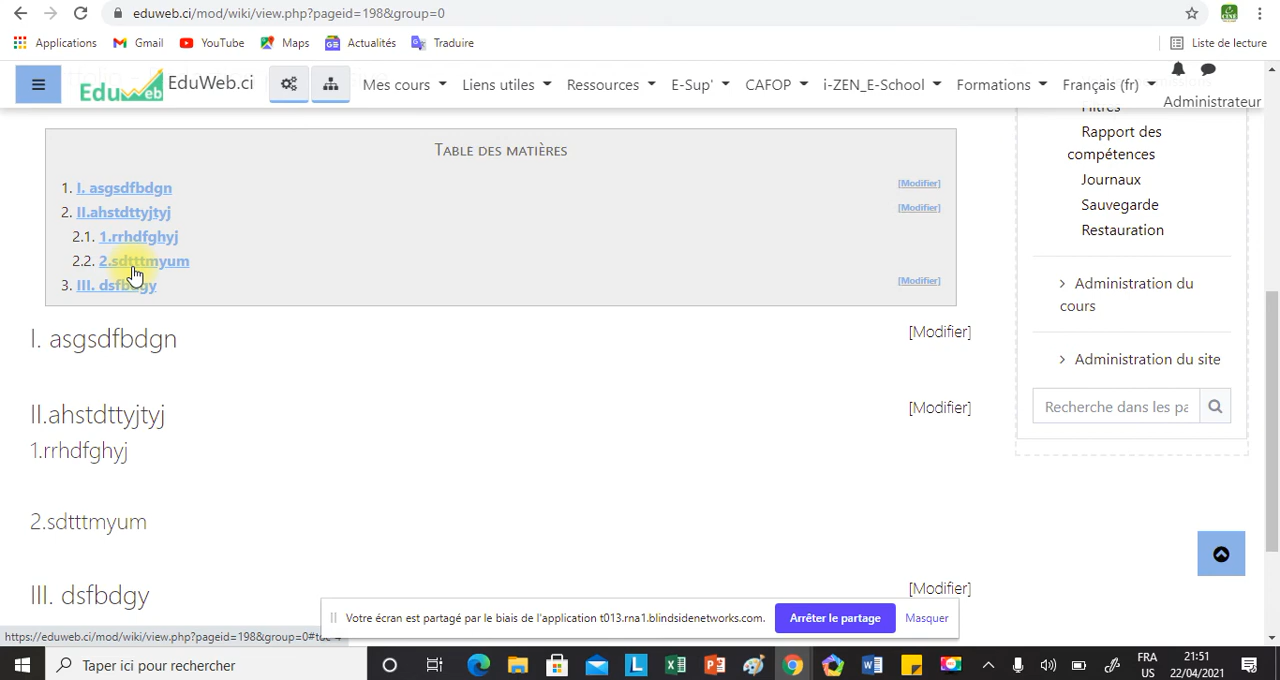 eduweb.ci/mod/wiki/view.php?pageid=198&group=0
Applications Gmail YouTube Maps Actualités Traduire Liste de lecture
EduWeb EduWeb.ci Mes cours Liens utiles Ressources E-Sup' CAFOP i-ZEN_E-School Formations Français (fr)
Administrateur
Filtres
Rapport des
compétences
Journaux
Sauvegarde
Restauration
Administration du
cours
Administration du site
Recherche dans les pa
TABLE DES MATIÈRES
1. I. asgsdfbdgn [Modifier]
2. II.ahstdttyjtyj [Modifier]
2.1. 1.rrhdfghyj
2.2. 2.sdtttmyum
3. III. dsfbdgy [Modifier]
I. asgsdfbdgn [Modifier]
II.ahstdttyjtyj [Modifier]
1.rrhdfghyj
2.sdtttmyum
III. dsfbdgy [Modifier]
Votre écran est partagé par le biais de l'application t013.rna1.blindsidenetworks.com. Arrêter le partage Masquer
https://eduweb.ci/mod/wiki/view.php?pageid=198&group=0#toc-4
Taper ici pour rechercher
FRA
US
21:51
22/04/2021